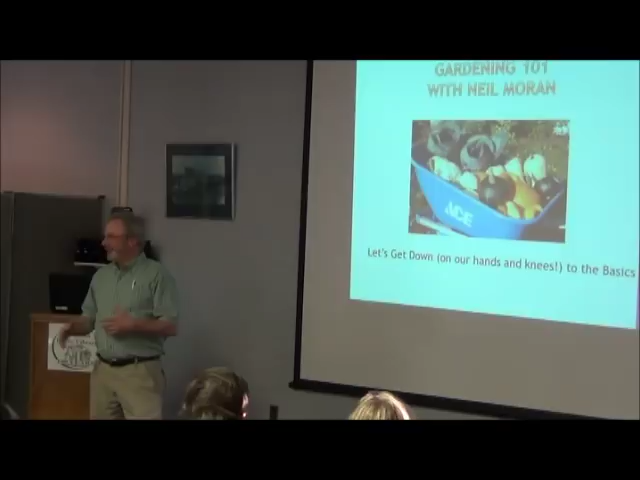 GARDENING 101
WITH NEIL MORAN
ACE
Let's Get Down (on our hands and knees!) to the Basics